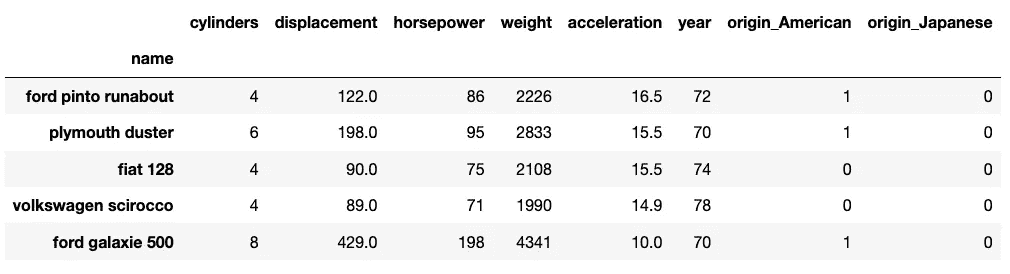 cylinders displacement horsepower weight acceleration year origin_American origin_Japanese
name
ford pinto runabout 4 122.0 86 2226 16.5 72 1 0
plymouth duster 6 198.0 95 2833 15.5 70 1 0
fiat 128 4 90.0 75 2108 15.5 74 0 0
volkswagen scirocco 4 89.0 71 1990 14.9 78 0 0
ford galaxie 500 8 429.0 198 4341 10.0 70 1 0